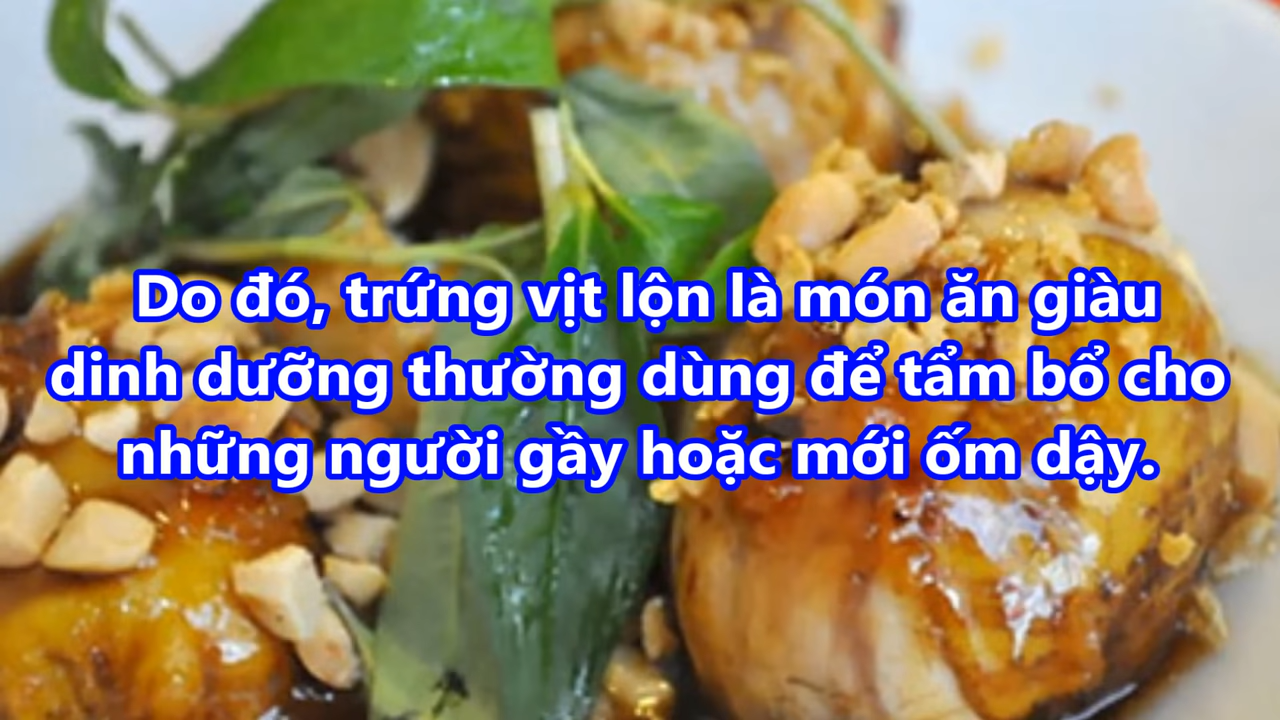 Do đó, trứng vịt lộn là món ăn giàu
dinh dưỡng thường dùng để tẩm bổ cho
những người gầy hoặc mới ốm dậy.